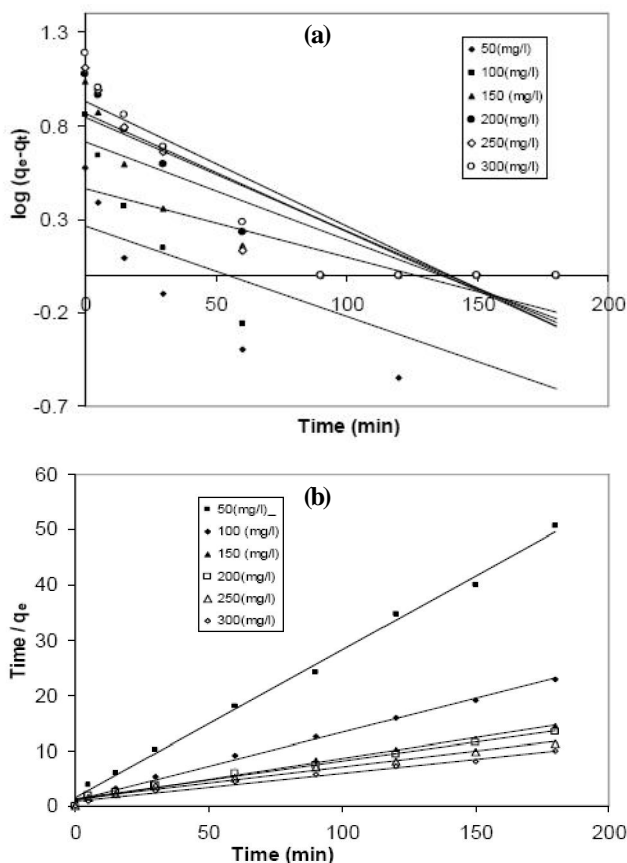 (a)
1.3
0.8
0.3
-0.2
-0.7
log (qe-qt)
0 50 100 150 200
Time (min)
50(mg/l)
100(mg/l)
150 (mg/l)
200(mg/l)
250(mg/l)
300(mg/l)
(b)
60
50
40
30
20
10
0
Time / qe
0 50 100 150 200
Time (min)
50(mg/l)_
100 (mg/l)
150 (mg/l)
200(mg/l)
250(mg/l)
300(mg/l)